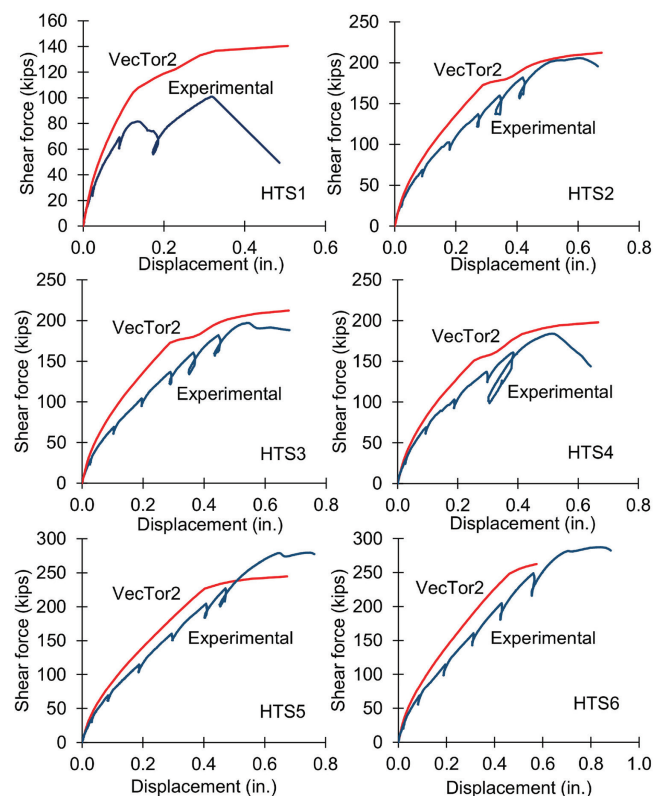 Shear force (kips)
160
140
120
100
80
60
40
20
0
VecTor2
Experimental
HTS1
0.0 0.2 0.4 0.6
Displacement (in.)
Shear force (kips)
250
200
150
100
50
0
VecTor2
Experimental
HTS2
0.0 0.2 0.4 0.6 0.8
Displacement (in.)
Shear force (kips)
250
200
150
100
50
0
VecTor2
Experimental
HTS3
0.0 0.2 0.4 0.6 0.8
Displacement (in.)
Shear force (kips)
250
200
150
100
50
0
VecTor2
Experimental
HTS4
0.0 0.2 0.4 0.6 0.8
Displacement (in.)
Shear force (kips)
300
250
200
150
100
50
0
VecTor2
Experimental
HTS5
0.0 0.2 0.4 0.6 0.8
Displacement (in.)
Shear force (kips)
300
250
200
150
100
50
0
VecTor2
Experimental
HTS6
0.0 0.2 0.4 0.6 0.8 1.0
Displacement (in.)